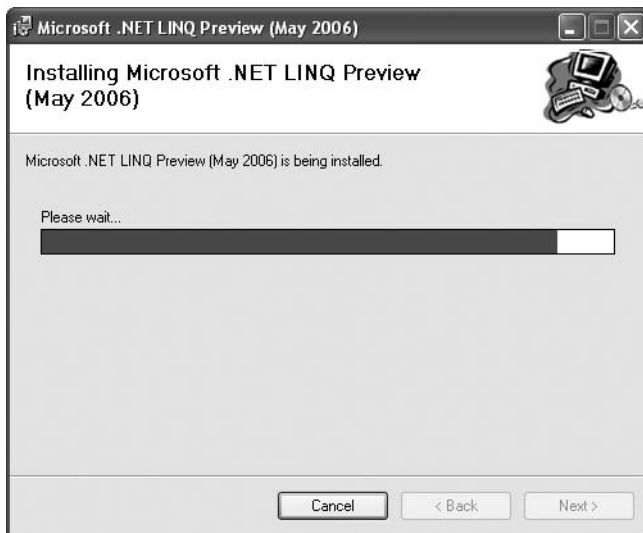 Microsoft .NET LINQ Preview (May 2006)
Installing Microsoft .NET LINQ Preview
(May 2006)
Microsoft .NET LINQ Preview (May 2006) is being installed.
Please wait...
Cancel
< Back
Next >